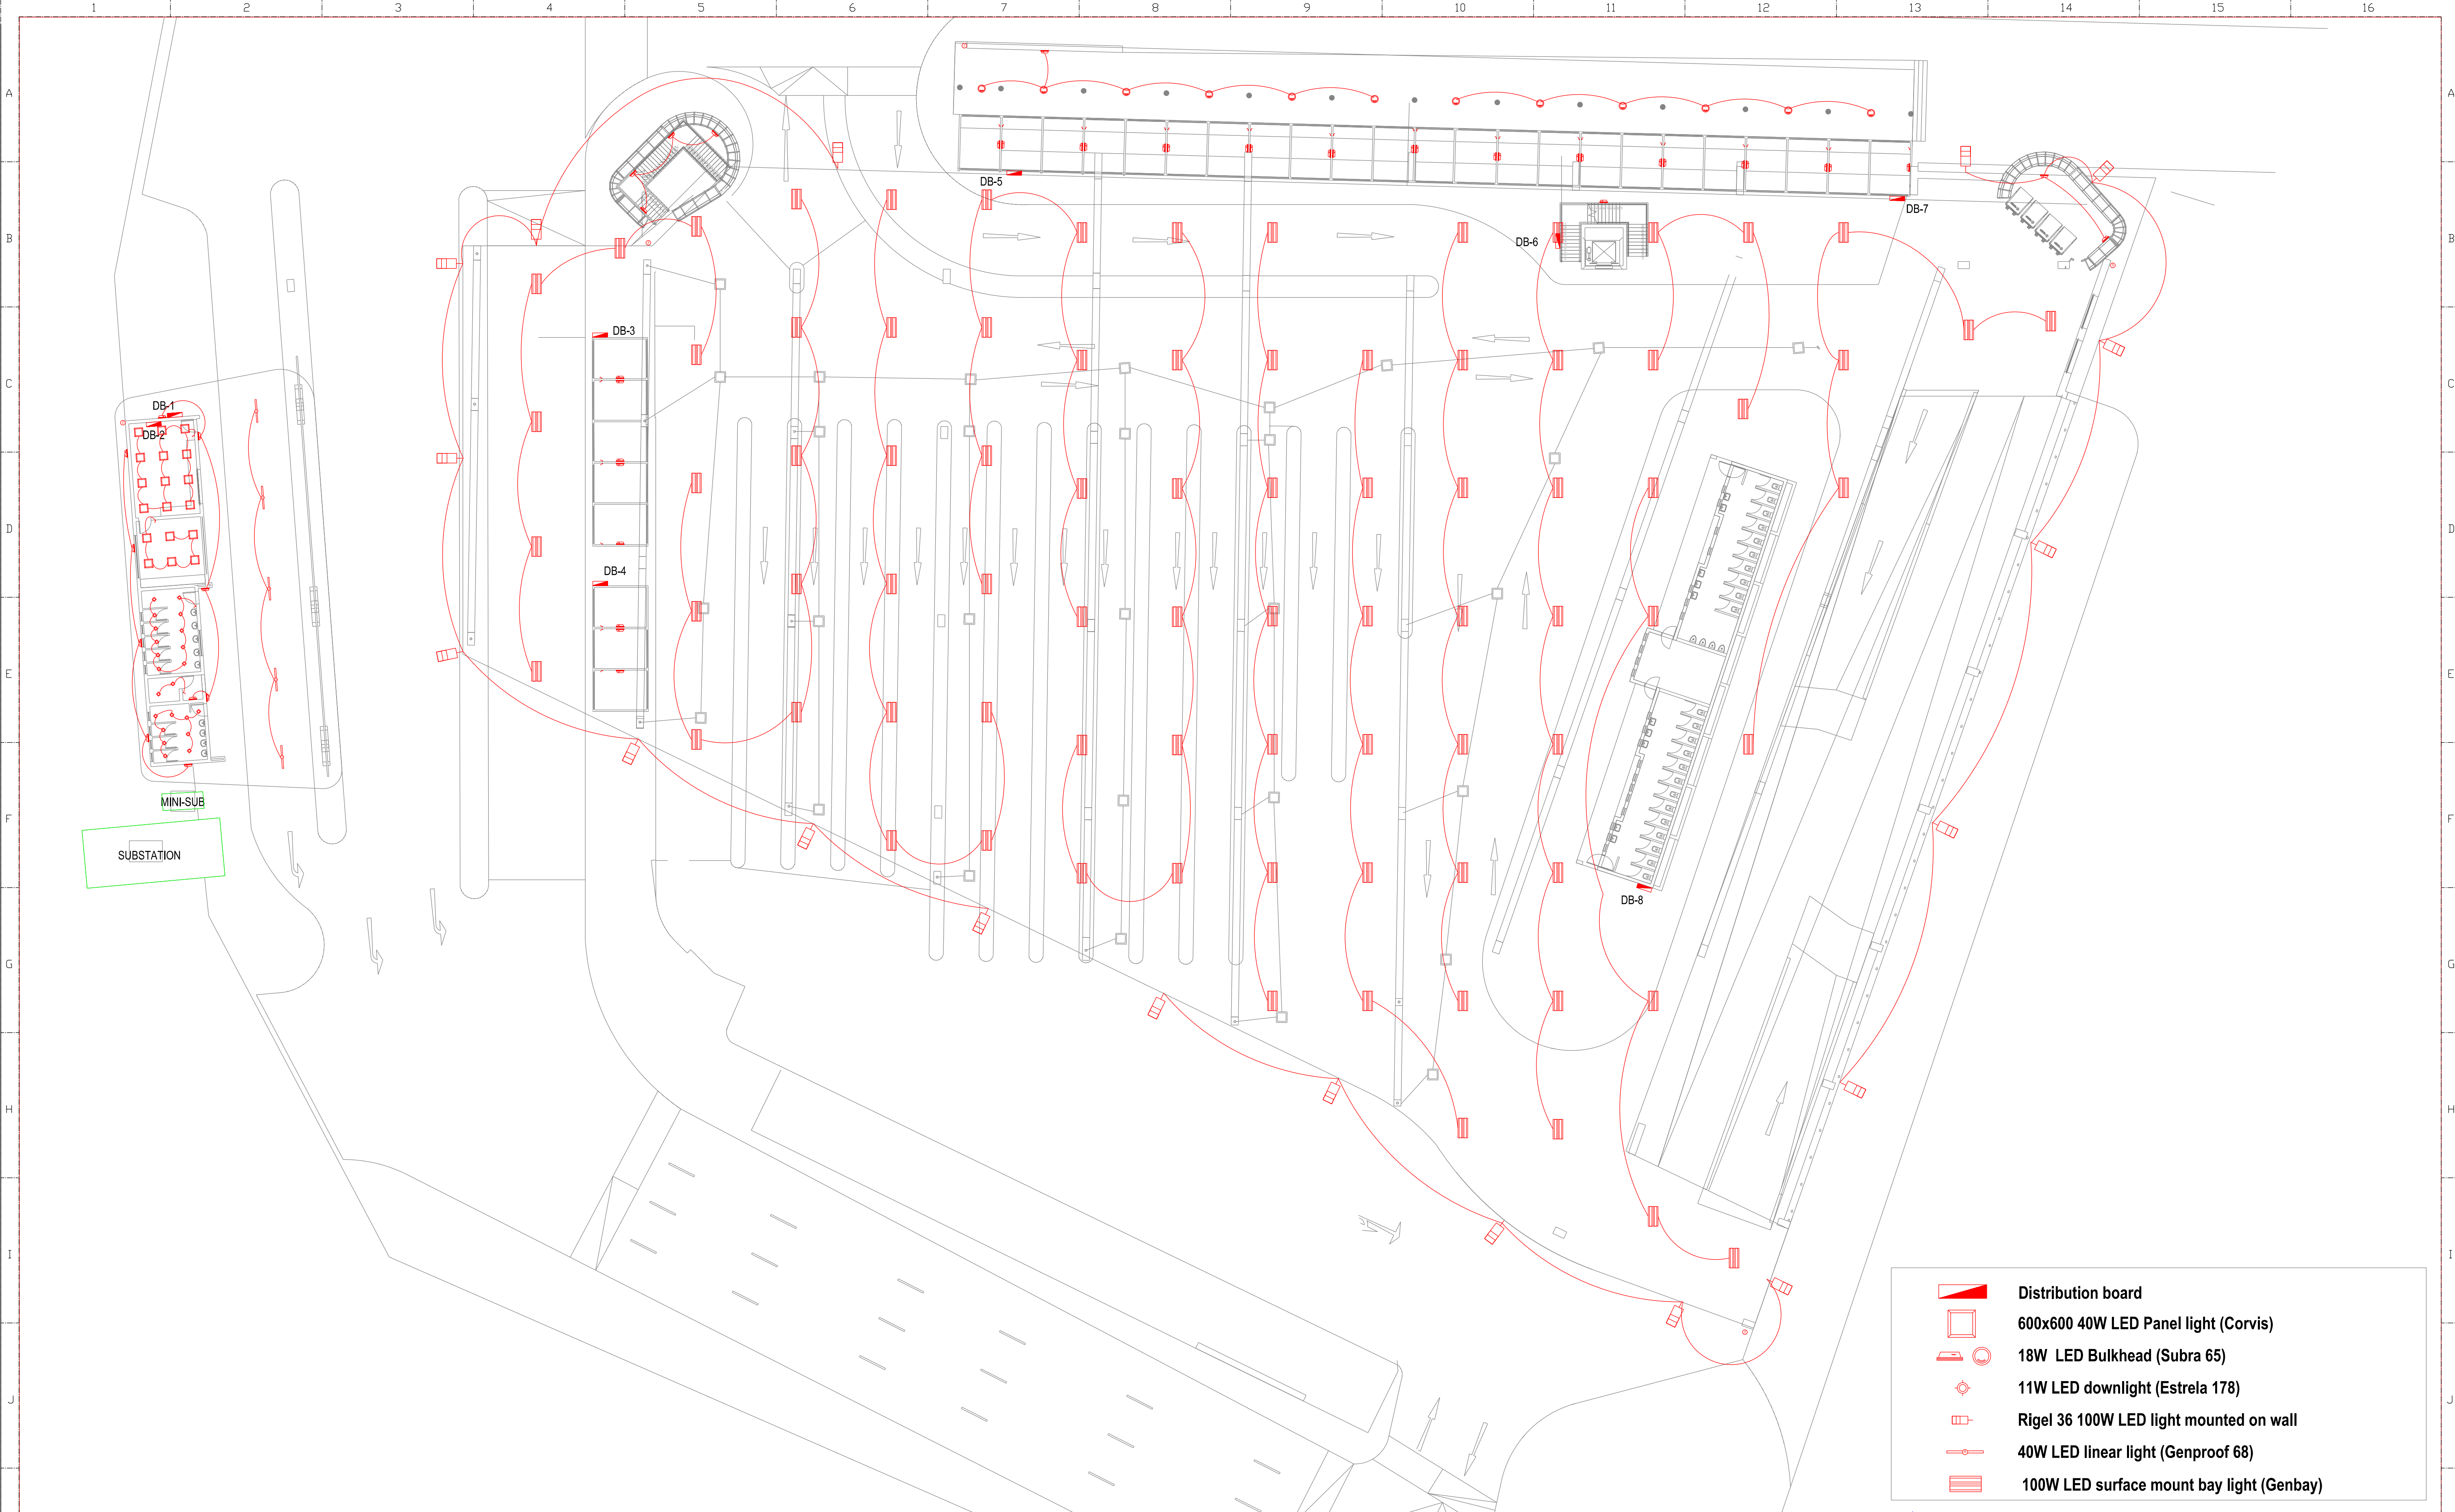 1 2 3 4 5 6 7 8 9 10 11 12 13 14 15 16
A A
DB-5
DB-7
B DB-6 B
DB-3
C C
DB-1
DB-2
D D
DB-4
E E
MINI-SUB
F F
SUBSTATION
DB-8
G G
H H
I I
Distribution board
600x600 40W LED Panel light (Corvis)
18W LED Bulkhead (Subra 65)
11W LED downlight (Estrela 178)
J J
Rigel 36 100W LED light mounted on wall
40W LED linear light (Genproof 68)
100W LED surface mount bay light (Genbay)